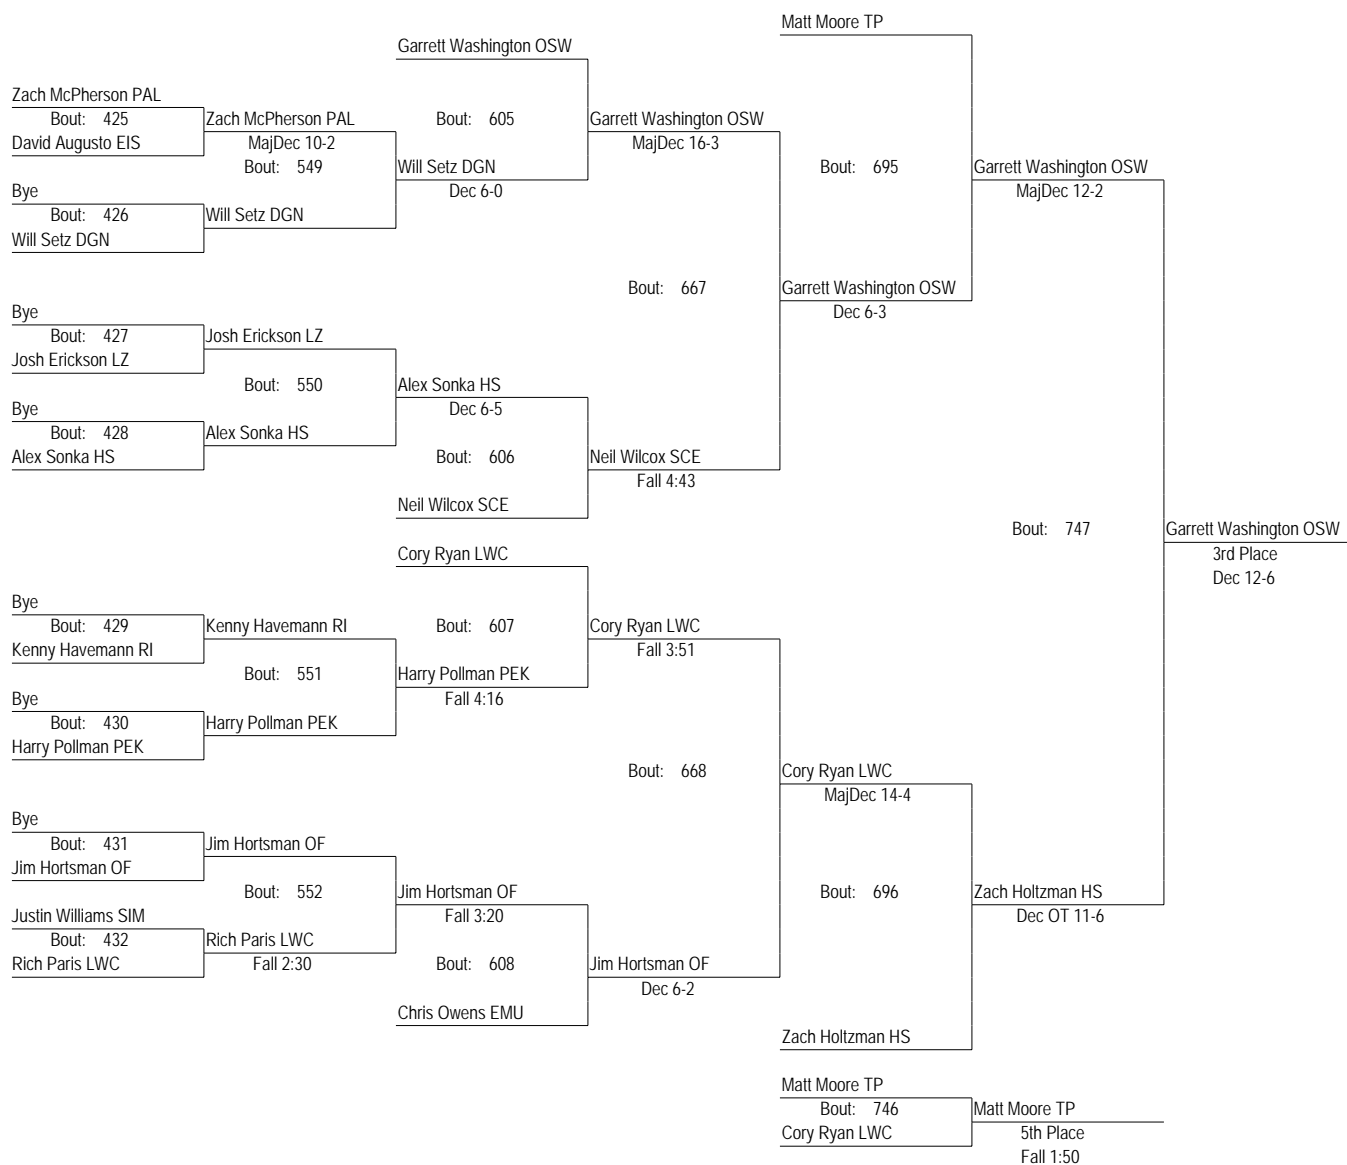 Matt Moore TP
Garrett Washington OSW
Zach McPherson PAL
Bout: 425
Zach McPherson PAL
Bout: 605
Garrett Washington OSW
David Augusto EIS
MajDec 10-2
MajDec 16-3
Bout: 549
Will Setz DGN
Bout: 695
Garrett Washington OSW
Bye
Dec 6-0
MajDec 12-2
Bout: 426
Will Setz DGN
Will Setz DGN
Bout: 667
Garrett Washington OSW
Bye
Dec 6-3
Bout: 427
Josh Erickson LZ
Josh Erickson LZ
Bout: 550
Alex Sonka HS
Bye
Dec 6-5
Bout: 428
Alex Sonka HS
Alex Sonka HS
Bout: 606
Neil Wilcox SCE
Fall 4:43
Neil Wilcox SCE
Bout: 747
Garrett Washington OSW
Cory Ryan LWC
3rd Place
Dec 12-6
Bye
Bout: 429
Kenny Havemann RI
Bout: 607
Cory Ryan LWC
Kenny Havemann RI
Fall 3:51
Bout: 551
Harry Pollman PEK
Bye
Fall 4:16
Bout: 430
Harry Pollman PEK
Harry Pollman PEK
Bout: 668
Cory Ryan LWC
MajDec 14-4
Bye
Bout: 431
Jim Hortsman OF
Jim Hortsman OF
Bout: 552
Jim Hortsman OF
Bout: 696
Zach Holtzman HS
Justin Williams SIM
Fall 3:20
Dec OT 11-6
Bout: 432
Rich Paris LWC
Rich Paris LWC
Fall 2:30
Bout: 608
Jim Hortsman OF
Dec 6-2
Chris Owens EMU
Zach Holtzman HS
Matt Moore TP
Bout: 746
Matt Moore TP
Cory Ryan LWC
5th Place
Fall 1:50